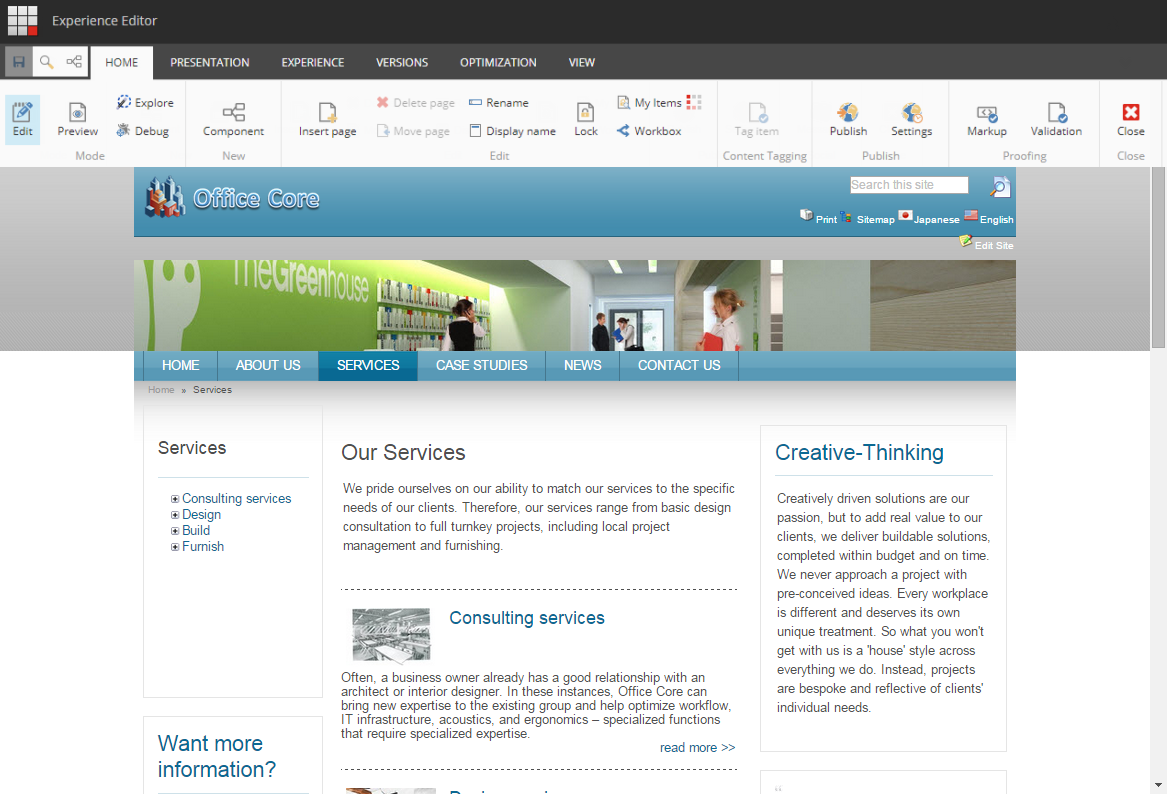 Experience Editor
HOME PRESENTATION EXPERIENCE VERSIONS OPTIMIZATION VIEW
Edit
Preview
Explore
Debug
Mode
Component
New
Insert page
Delete page
Move page
Rename
Display name
Lock
My Items
Workbox
Edit
Tag item
Content Tagging
Publish
Settings
Publish
Markup
Validation
Proofing
Close
Close
Office Core
Search this site
Print Sitemap Japanese English
Edit Site
TheGreenhouse
HOME ABOUT US SERVICES CASE STUDIES NEWS CONTACT US
Home » Services
Services
Consulting services
Design
Build
Furnish
Want more
information?
Our Services
We pride ourselves on our ability to match our services to the specific
needs of our clients. Therefore, our services range from basic design
consultation to full turnkey projects, including local project
management and furnishing.
Consulting services
Often, a business owner already has a good relationship with an
architect or interior designer. In these instances, Office Core can
bring new expertise to the existing group and help optimize workflow,
IT infrastructure, acoustics, and ergonomics – specialized functions
that require specialized expertise.
read more >>
Creative-Thinking
Creatively driven solutions are our
passion, but to add real value to our
clients, we deliver buildable solutions,
completed within budget and on time.
We never approach a project with
pre-conceived ideas. Every workplace
is different and deserves its own
unique treatment. So what you won't
get with us is a 'house' style across
everything we do. Instead, projects
are bespoke and reflective of clients'
individual needs.
“